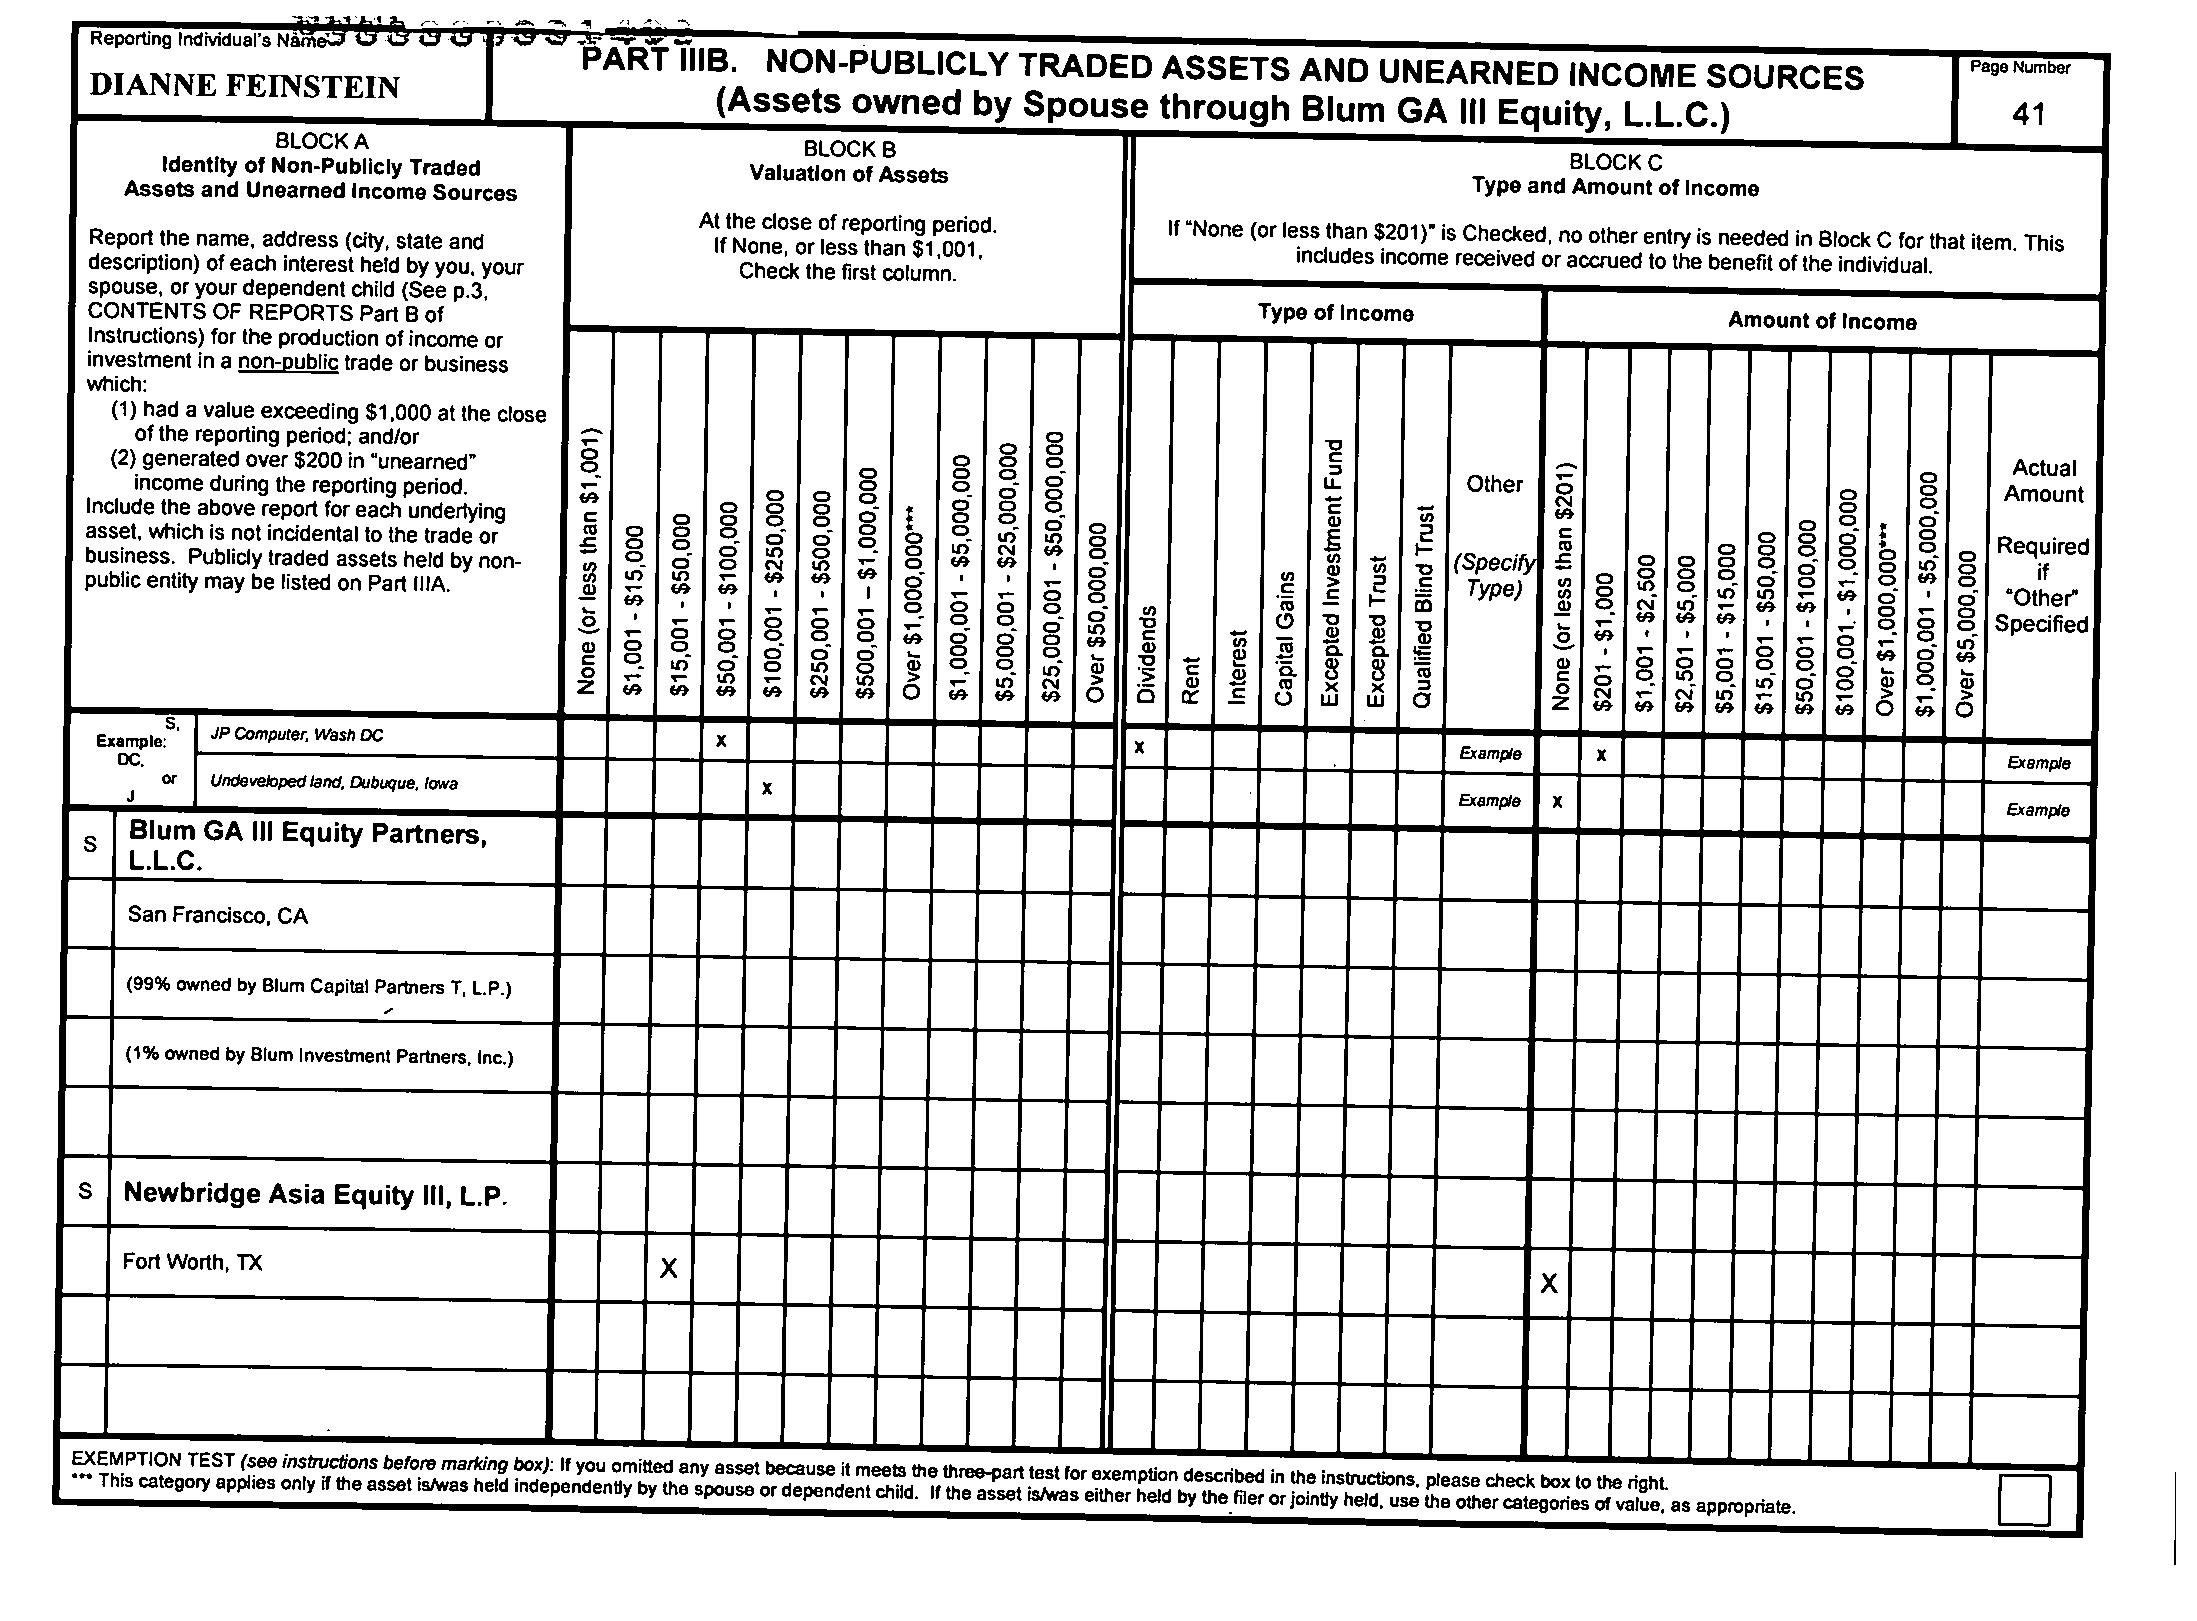 Reporting Individual's Name
DIANNE FEINSTEIN
PART IIIB. NON-PUBLICLY TRADED ASSETS AND UNEARNED INCOME SOURCES
(Assets owned by Spouse through Blum GA III Equity, L.L.C.)
Page Number
41
BLOCK A
Identity of Non-Publicly Traded
Assets and Unearned Income Sources
Report the name, address (city, state and
description) of each interest held by you, your
spouse, or your dependent child (See p.3,
CONTENTS OF REPORTS Part B of
Instructions) for the production of income or
investment in a non-public trade or business
which:
(1) had a value exceeding $1,000 at the close
of the reporting period; and/or
(2) generated over $200 in "unearned"
income during the reporting period.
Include the above report for each underlying
asset, which is not incidental to the trade or
business. Publicly traded assets held by non-
public entity may be listed on Part IIIA.
BLOCK B
Valuation of Assets
At the close of reporting period.
If None, or less than $1,001,
Check the first column.
None (or less than $1,001)
$1,001 - $15,000
$15,001 - $50,000
$50,001 - $100,000
$100,001 - $250,000
$250,001 - $500,000
$500,001 – $1,000,000
Over $1,000,000***
$1,000,001 - $5,000,000
$5,000,001 - $25,000,000
$25,000,001 - $50,000,000
Over $50,000,000
BLOCK C
Type and Amount of Income
If "None (or less than $201)" is Checked, no other entry is needed in Block C for that item. This
includes income received or accrued to the benefit of the individual.
Type of Income
Dividends
Rent
Interest
Capital Gains
Excepted Investment Fund
Excepted Trust
Qualified Blind Trust
Other
(Specify
Type)
Amount of Income
None (or less than $201)
$201 - $1,000
$1,001 - $2,500
$2,501 - $5,000
$5,001 - $15,000
$15,001 - $50,000
$50,001 - $100,000
$100,001. - $1,000,000
Over $1,000,000***
$1,000,001 - $5,000,000
Over $5,000,000
Actual
Amount
Required
if
"Other"
Specified
Example:
S,
DC,
or
J
JP Computer, Wash DC
X
X
Example
X
Example
Undeveloped land, Dubuque, Iowa
X
Example
X
Example
S
Blum GA III Equity Partners,
L.L.C.
San Francisco, CA
(99% owned by Blum Capital Partners T, L.P.)
(1% owned by Blum Investment Partners, Inc.)
S
Newbridge Asia Equity III, L.P.
Fort Worth, TX
X
X
EXEMPTION TEST (see instructions before marking box): If you omitted any asset because it meets the three-part test for exemption described in the instructions, please check box to the right.
*** This category applies only if the asset is/was held independently by the spouse or dependent child. If the asset is/was either held by the filer or jointly held, use the other categories of value, as appropriate.